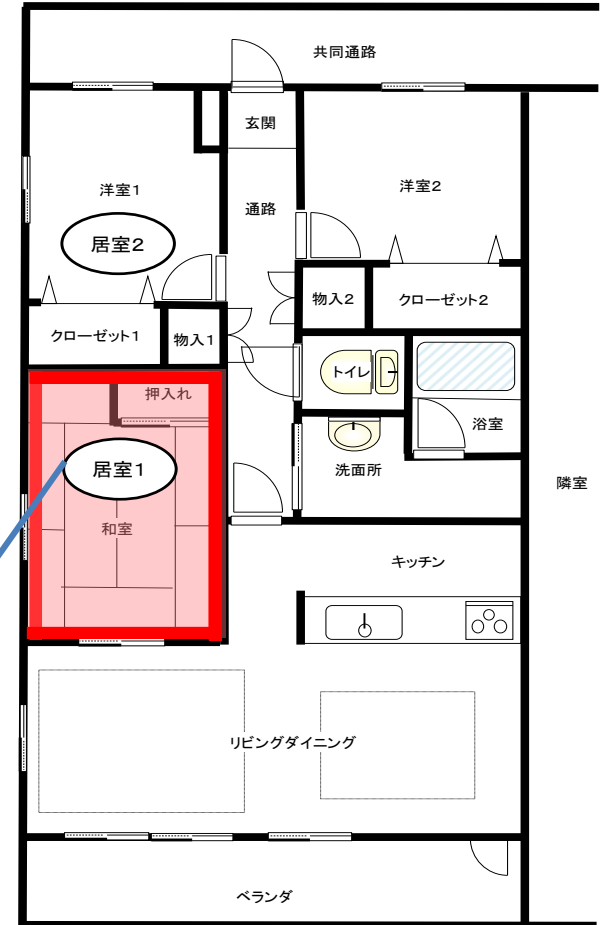 共同通路
玄関
洋室1
居室2
通路
洋室2
クローゼット1
物入1
物入2
クローゼット2
トイレ
押入れ
浴室
居室1
洗面所
和室
隣室
キッチン
リビングダイニング
ベランダ